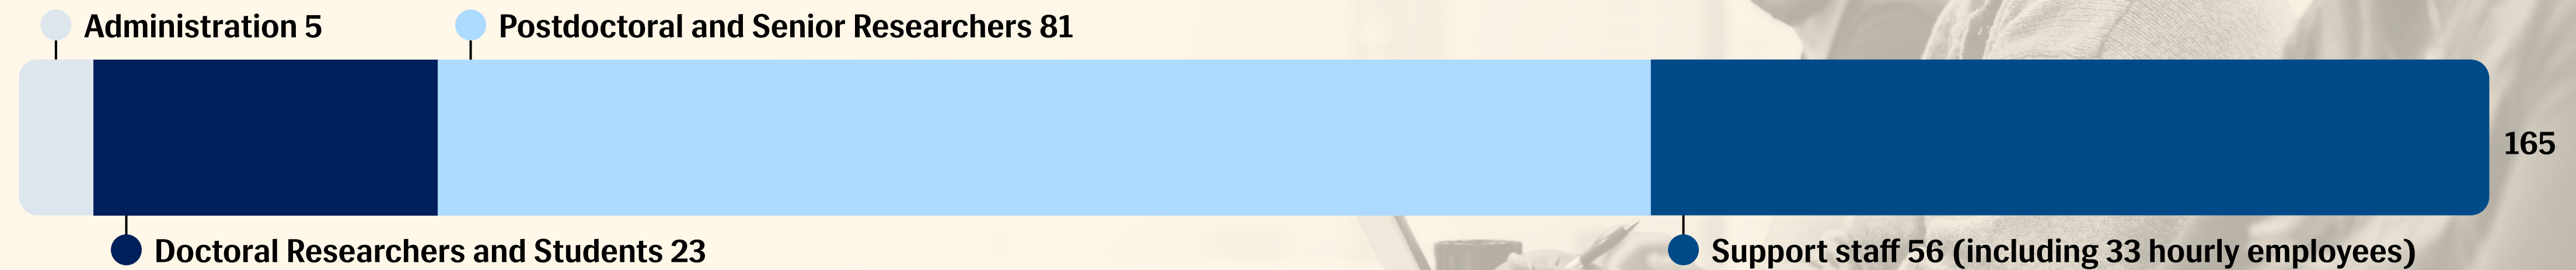 Administration 5
Postdoctoral and Senior Researchers 81
165
Doctoral Researchers and Students 23
Support staff 56 (including 33 hourly employees)